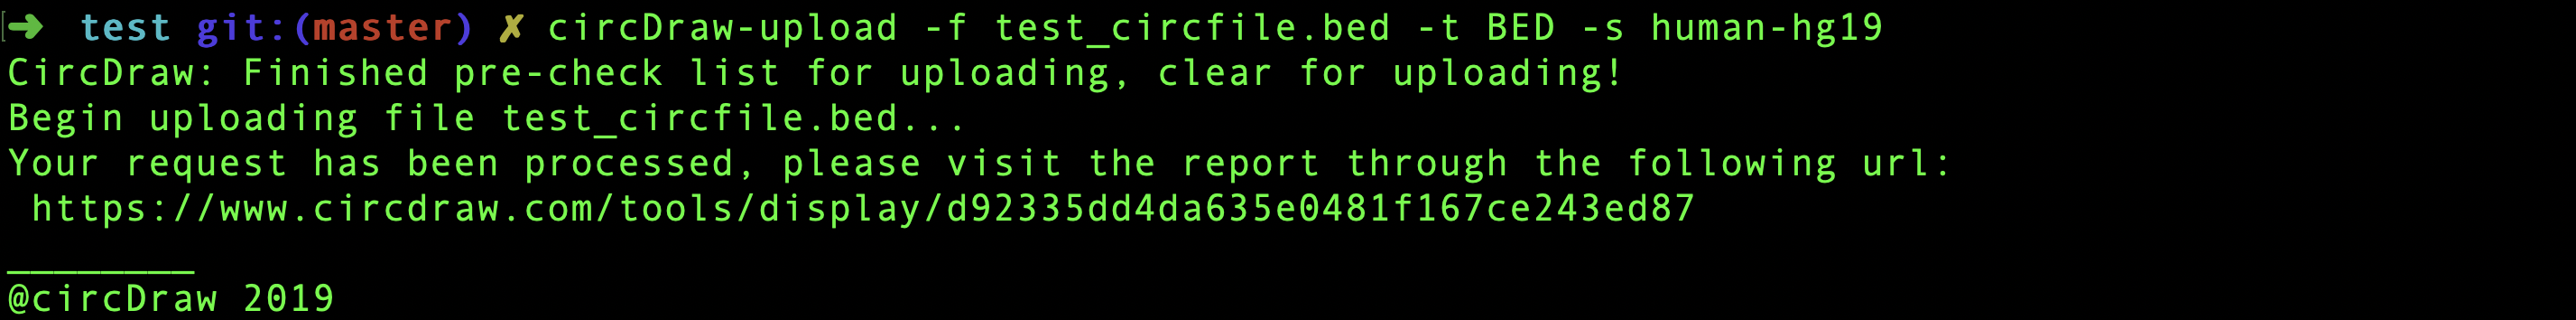 ➜ test git:(master) ✗ circDraw-upload -f test_circfile.bed -t BED -s human-hg19
CircDraw: Finished pre-check list for uploading, clear for uploading!
Begin uploading file test_circfile.bed...
Your request has been processed, please visit the report through the following url:
https://www.circdraw.com/tools/display/d92335dd4da635e0481f167ce243ed87
________
@circDraw 2019